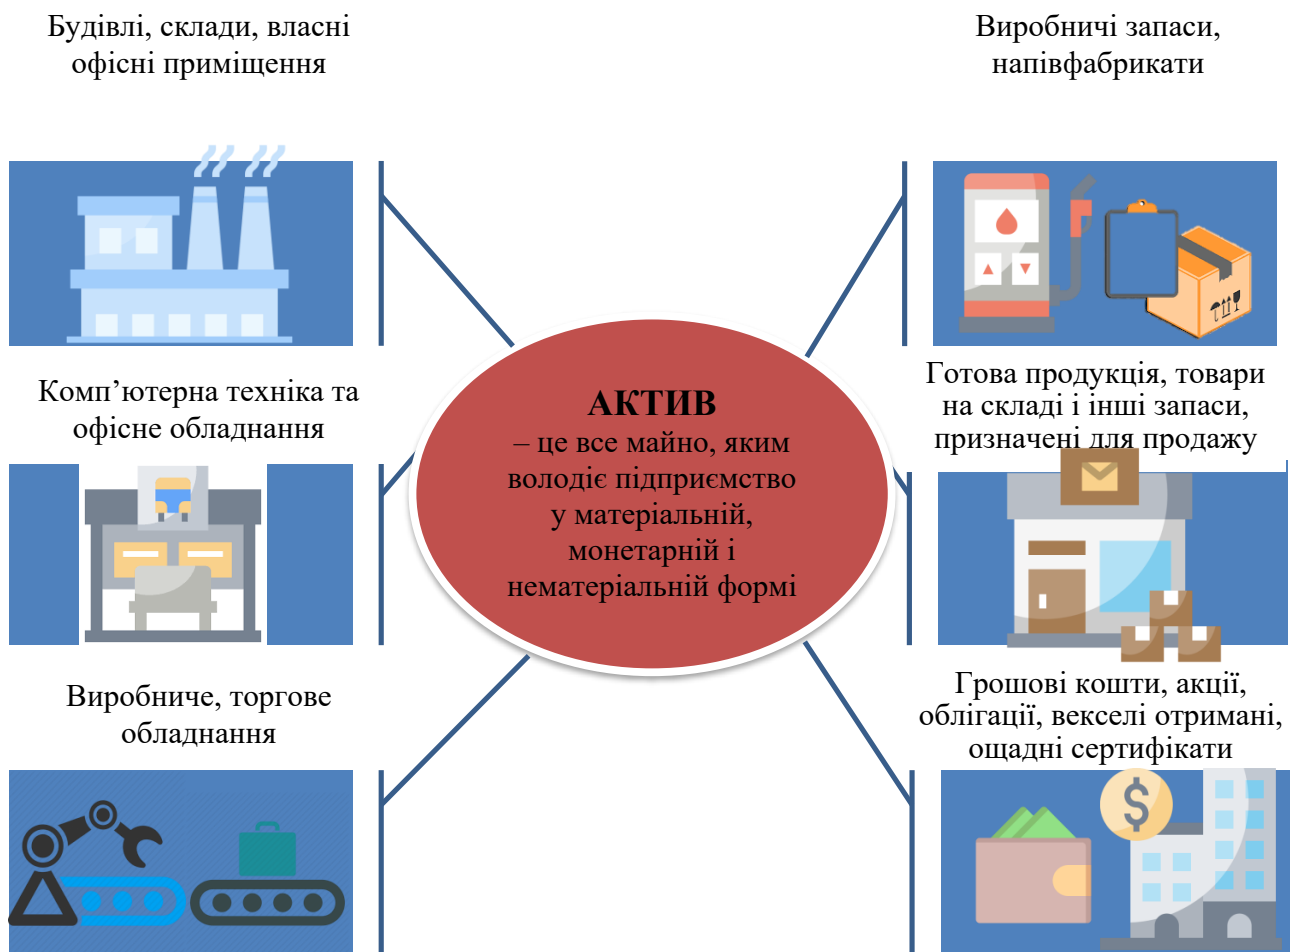 Будівлі, склади, власні
офісні приміщення
Виробничі запаси,
напівфабрикати
Комп’ютерна техніка та
офісне обладнання
АКТИВ
– це все майно, яким
володіє підприємство
у матеріальній,
монетарній і
нематеріальній формі
Готова продукція, товари
на складі і інші запаси,
призначені для продажу
Виробниче, торгове
обладнання
Грошові кошти, акції,
облігації, векселі отримані,
ощадні сертифікати
$